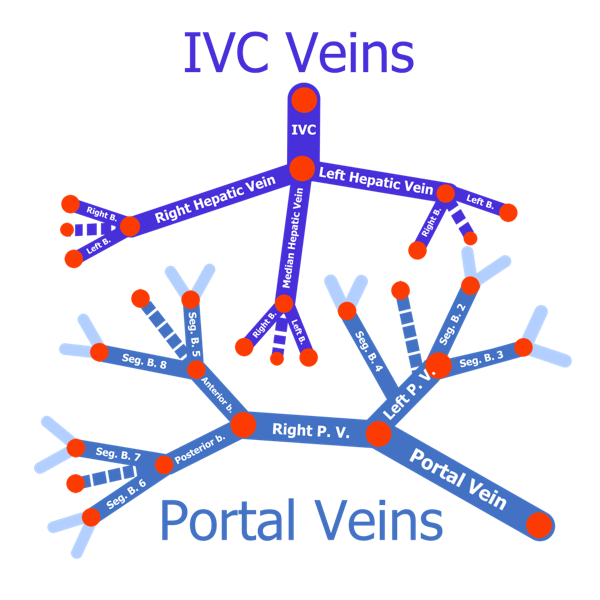 IVC Veins
IVC
Right Hepatic Vein
Left Hepatic Vein
Median Hepatic Vein
Right B.
Left B.
Right B.
Left B.
Right B.
Left B.
Seg. B. 5
Seg. B. 8
Anterior b.
Seg. B. 4
Seg. B. 2
Seg. B. 3
Left P. V.
Right P. V.
Posterior b.
Seg. B. 7
Seg. B. 6
Portal Vein
Portal Veins